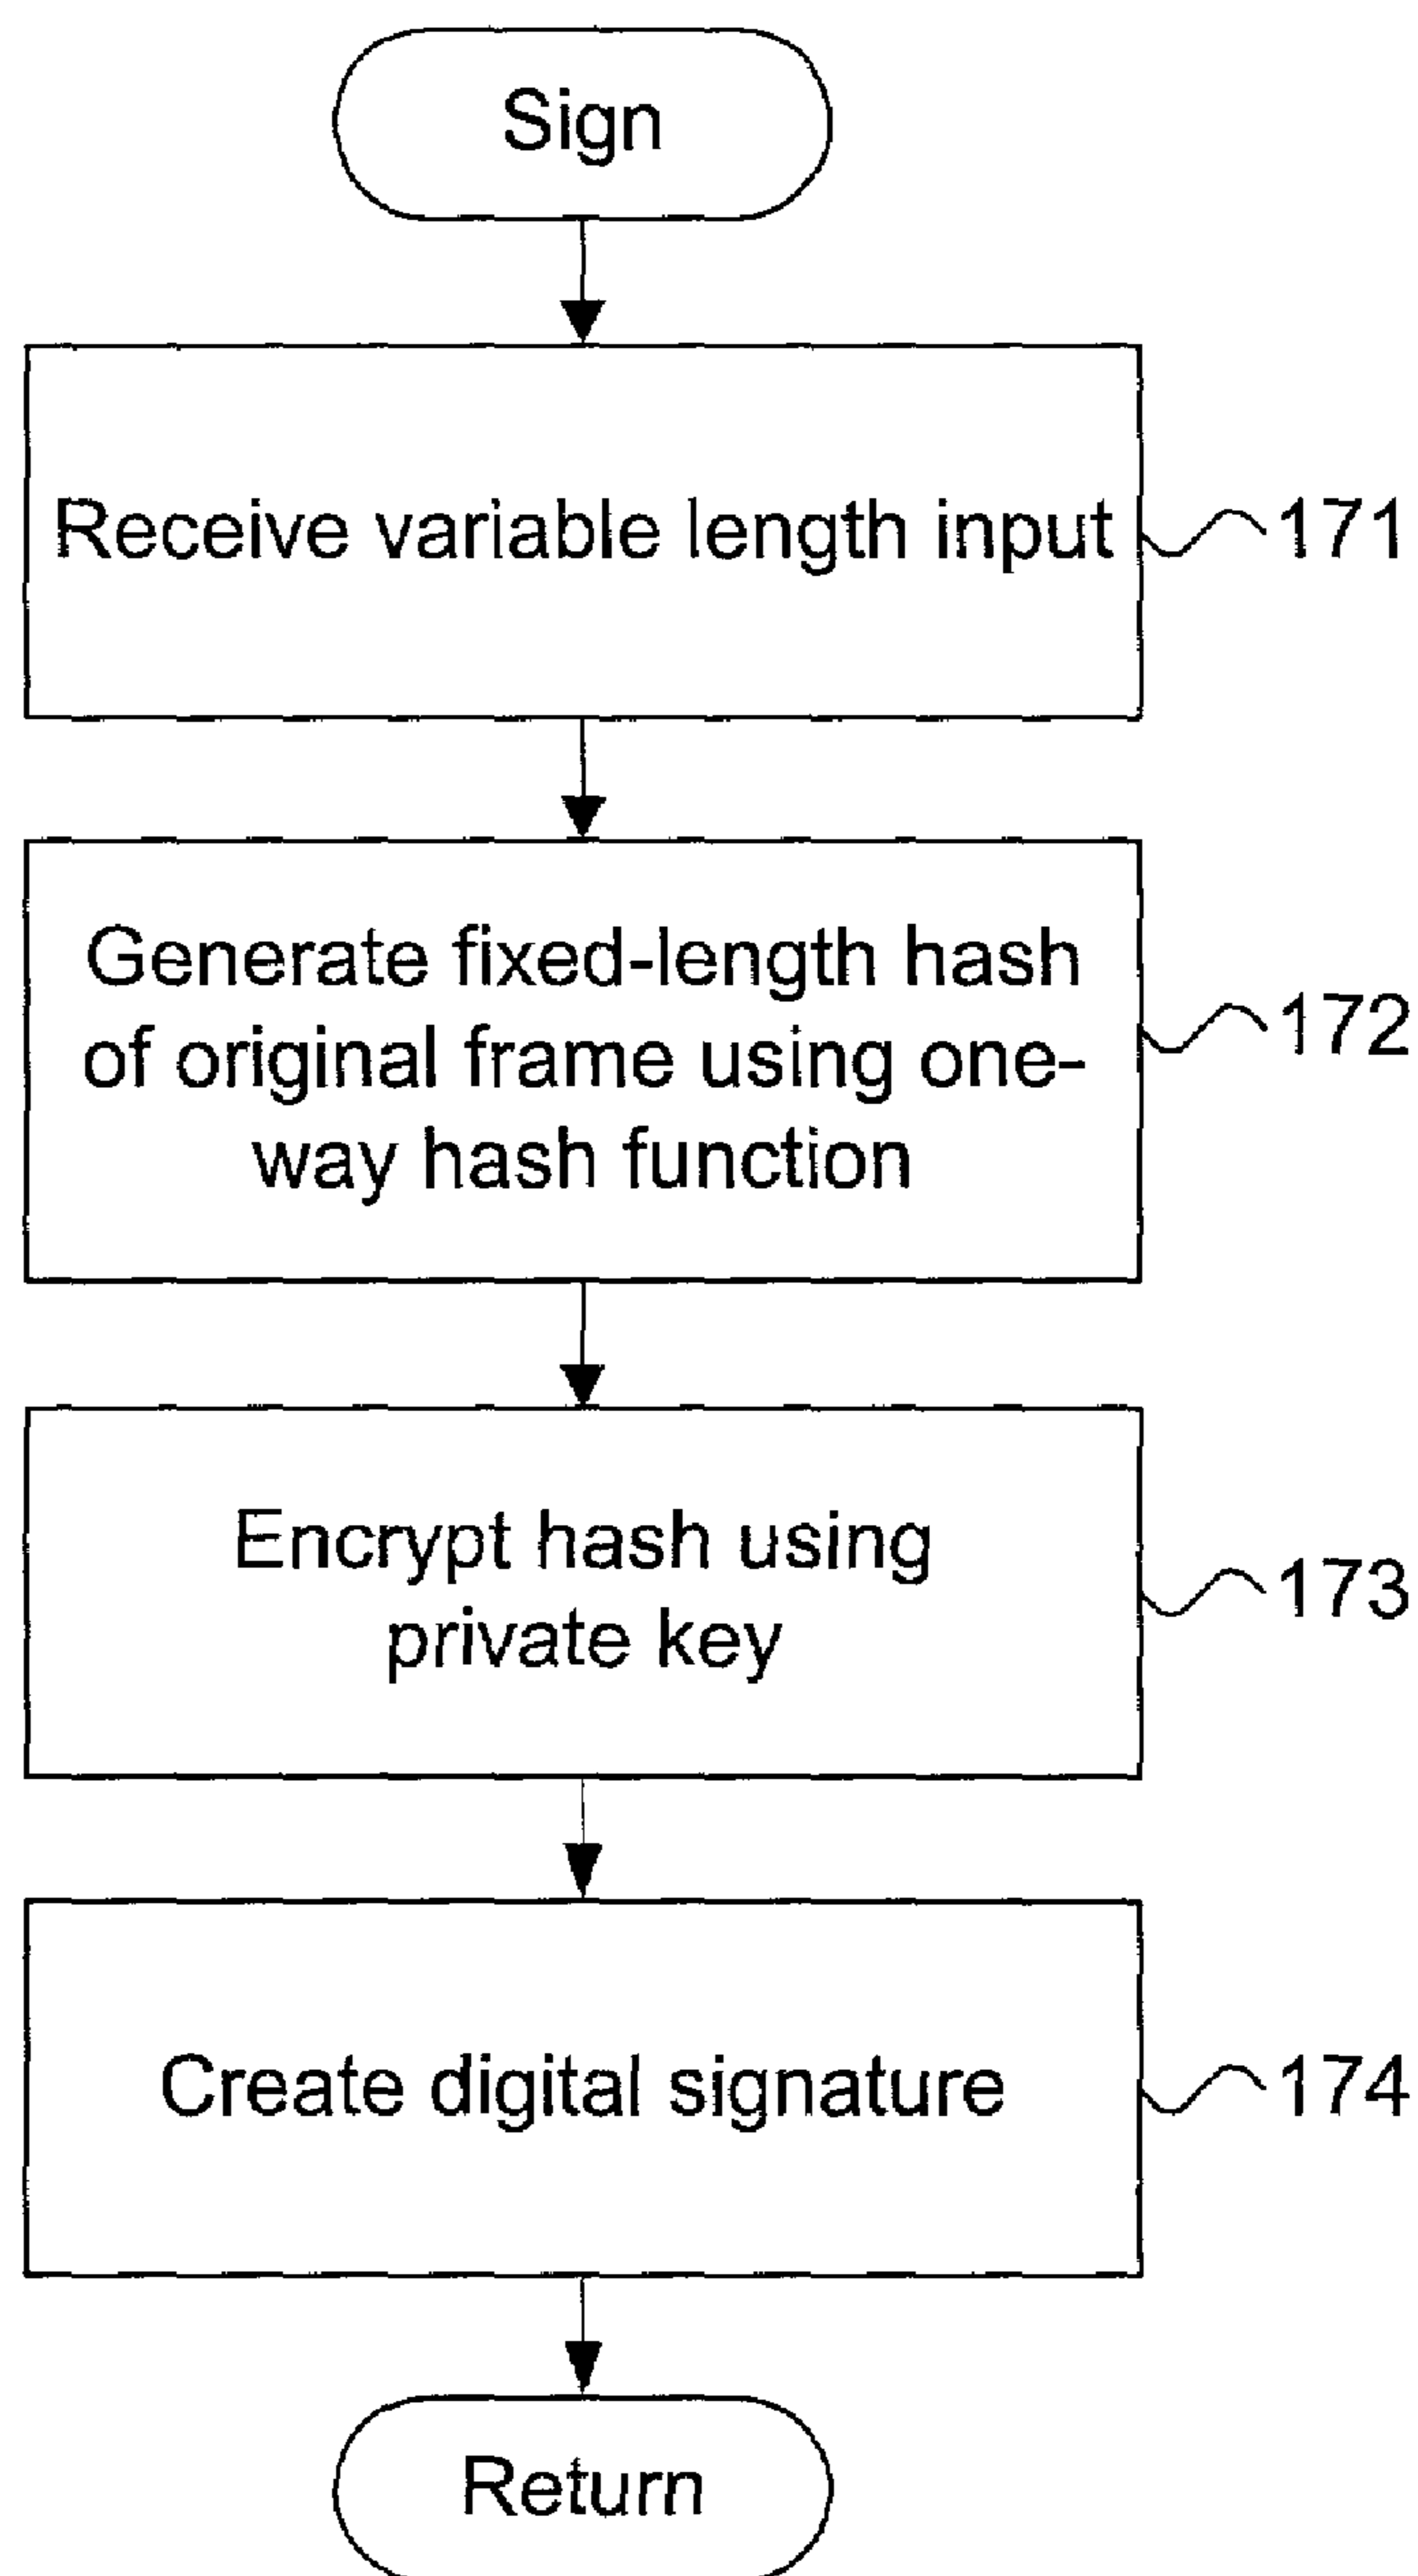 Sign
Receive variable length input
171
Generate fixed-length hash
of original frame using one-
way hash function
172
Encrypt hash using
private key
173
Create digital signature
174
Return